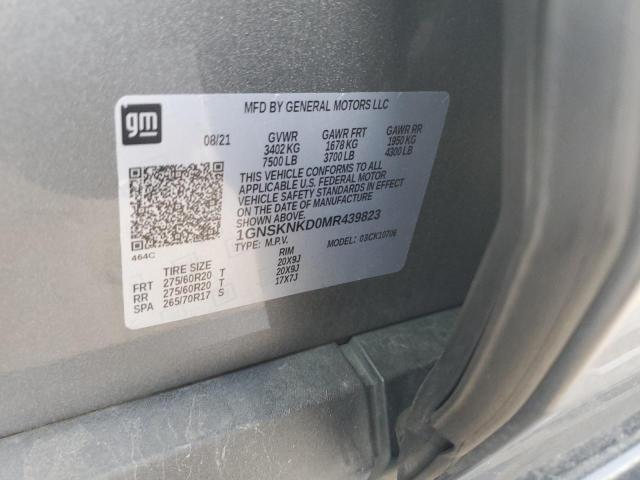 gm
MFD BY GENERAL MOTORS LLC
08/21 GVWR GAWR FRT GAWR RR
3402 KG 1678 KG 1950 KG
7500 LB 3700 LB 4300 LB
THIS VEHICLE CONFORMS TO ALL
APPLICABLE U.S. FEDERAL MOTOR
VEHICLE SAFETY STANDARDS IN EFFECT
ON THE DATE OF MANUFACTURE
SHOWN ABOVE.
1GNSKNKD0MR439823
TYPE: M.P.V. MODEL: 03CK10706
464C
TIRE SIZE RIM
FRT 275/60R20 T 20X9J
RR 275/60R20 T 20X9J
SPA 265/70R17 S 17X7J